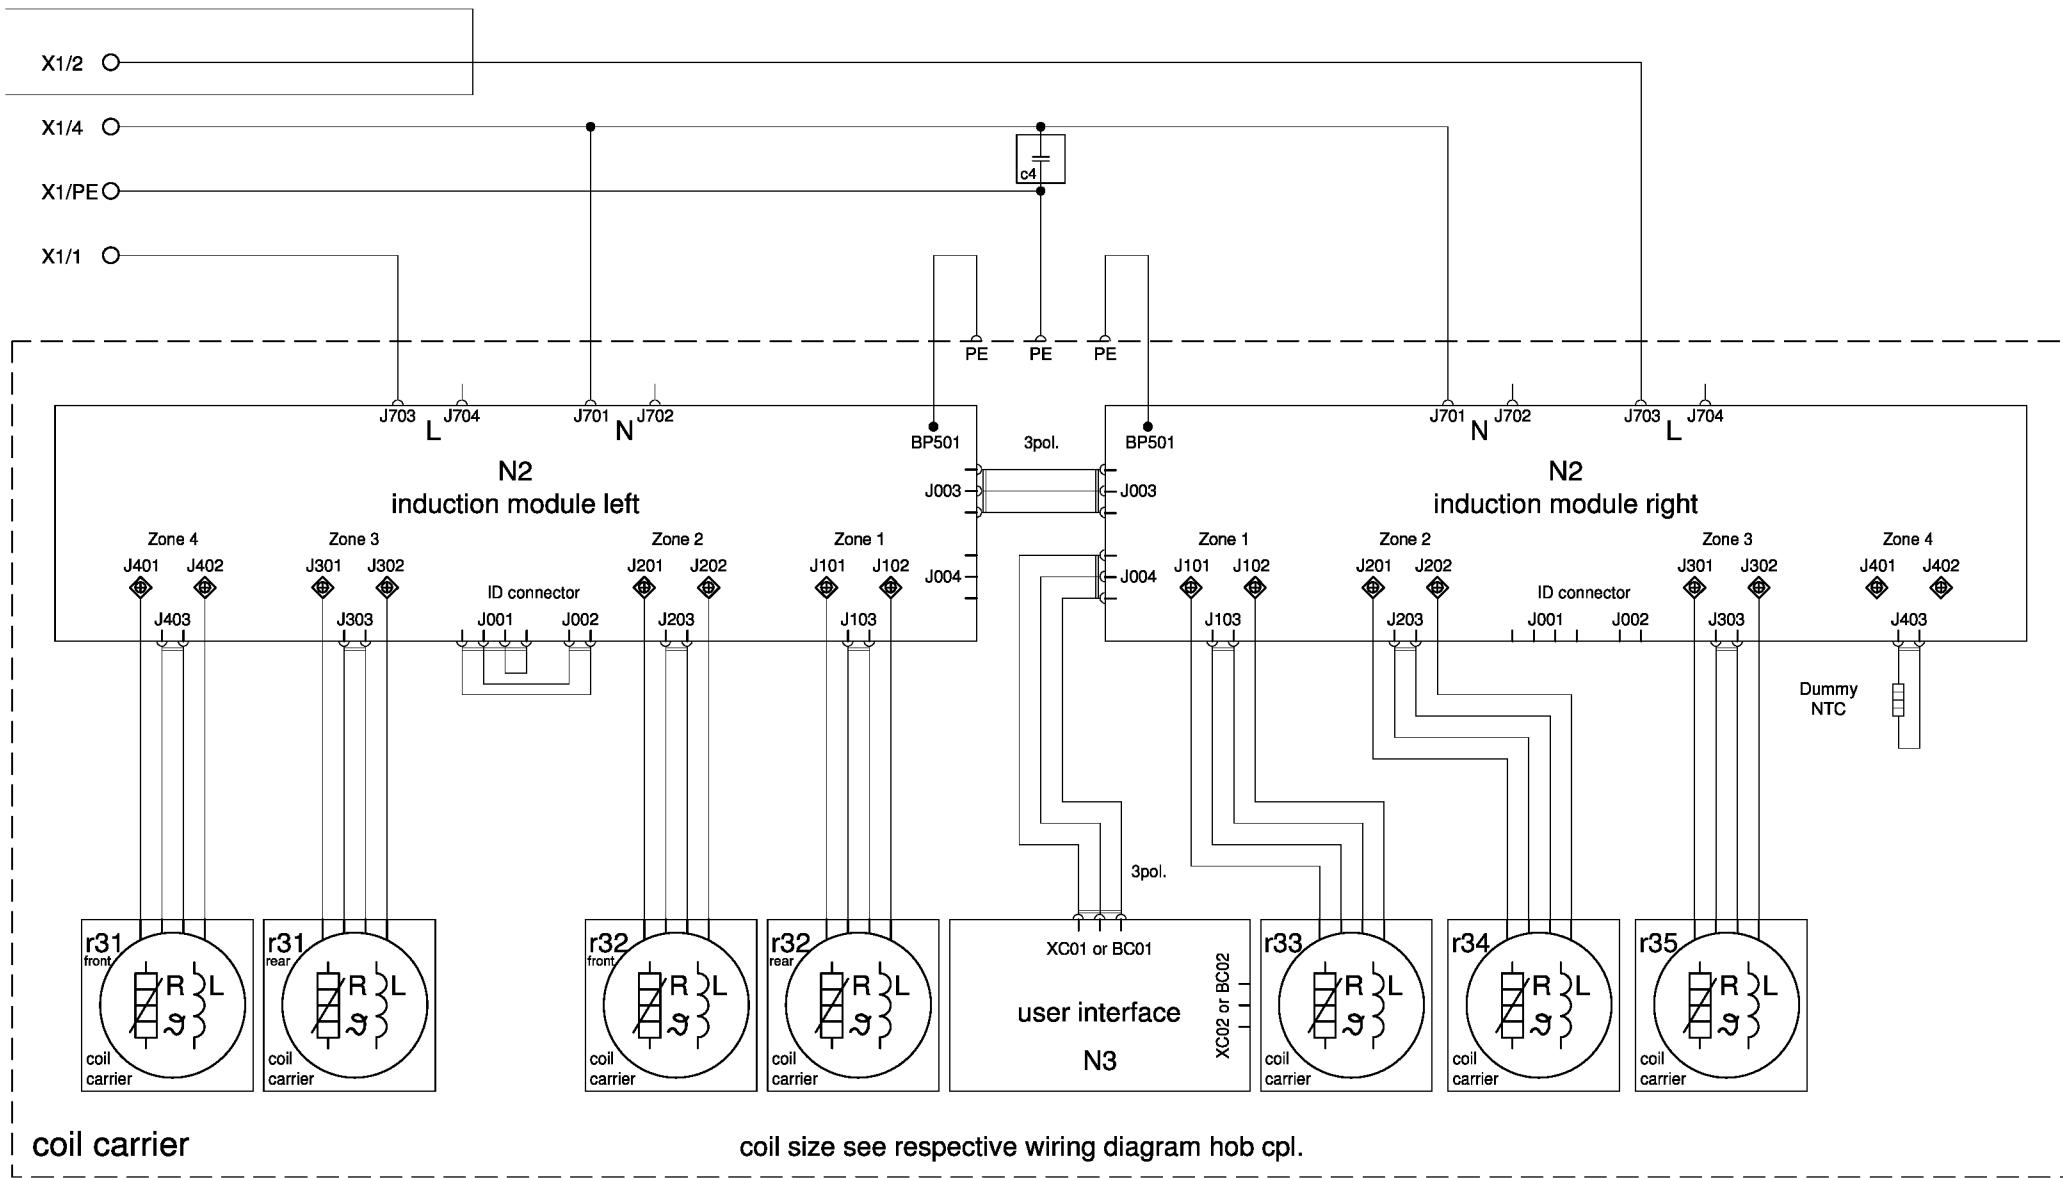 X1/2
X1/4
c4
X1/PE
X1/1
PE PE PE
J703 J704 J701 J702
L N
BP501
3pol.
BP501
J701 J702 J703 J704
N L
N2
induction module left
J003
J003
N2
induction module right
Zone 4 Zone 3 Zone 2 Zone 1
J401 J402 J301 J302 J201 J202 J101 J102
J004
J004
ID connector
J403 J303 J001 J002 J203 J103
Zone 1 Zone 2 Zone 3 Zone 4
J101 J102 J201 J202 J301 J302 J401 J402
ID connector
J103 J203 J001 J002 J303 J403
Dummy
NTC
3pol.
r31
front
R L
ϑ
coil
carrier
r31
rear
R L
ϑ
coil
carrier
r32
front
R L
ϑ
coil
carrier
r32
rear
R L
ϑ
coil
carrier
XC01 or BC01
user interface
N3
XC02 or BC02
r33
R L
ϑ
coil
carrier
r34
R L
ϑ
coil
carrier
r35
R L
ϑ
coil
carrier
coil carrier
coil size see respective wiring diagram hob cpl.